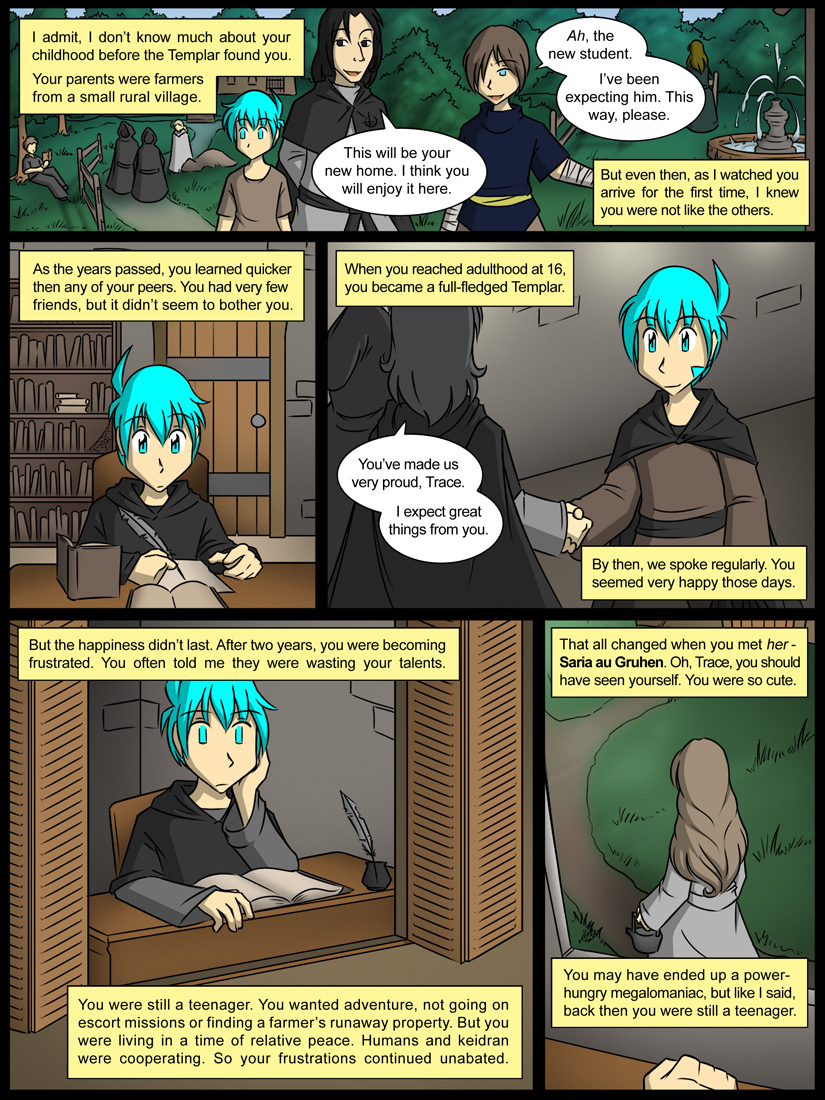 I admit, I don't know much about your
childhood before the Templar found you.
Your parents were farmers
from a small rural village.
This will be your
new home. I think you
will enjoy it here.
Ah, the
new student.
I've been
expecting him. This
way, please.
But even then, as I watched you
arrive for the first time, I knew
you were not like the others.
As the years passed, you learned quicker
then any of your peers. You had very few
friends, but it didn't seem to bother you.
When you reached adulthood at 16,
you became a full-fledged Templar.
You've made us
very proud, Trace.
I expect great
things from you.
By then, we spoke regularly. You
seemed very happy those days.
But the happiness didn't last. After two years, you were becoming
frustrated. You often told me they were wasting your talents.
You were still a teenager. You wanted adventure, not going on
escort missions or finding a farmer's runaway property. But you
were living in a time of relative peace. Humans and keidran
were cooperating. So your frustrations continued unabated.
That all changed when you met her -
Saria au Gruhen. Oh, Trace, you should
have seen yourself. You were so cute.
You may have ended up a power-
hungry megalomaniac, but like I said,
back then you were still a teenager.